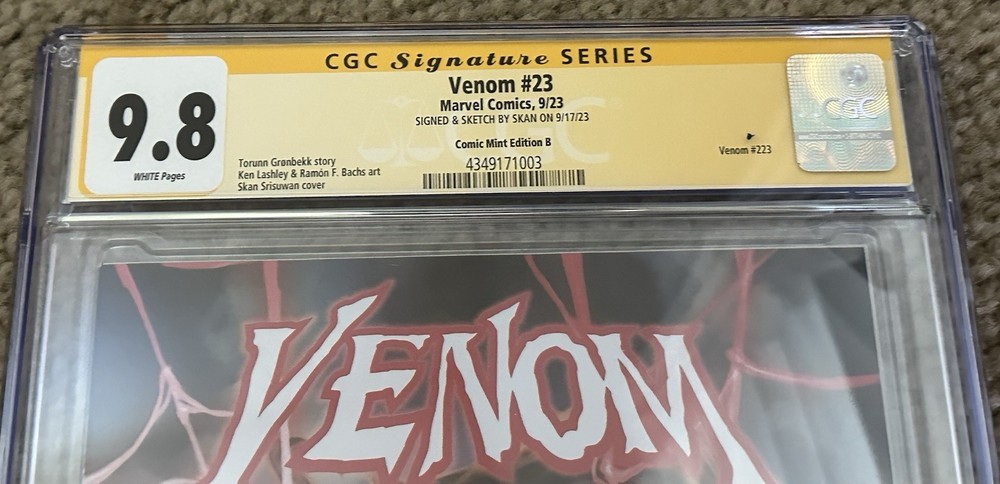 CGC Signature SERIES
9.8
WHITE Pages
Venom #23
Marvel Comics, 9/23
SIGNED & SKETCH BY SKAN ON 9/17/23
Comic Mint Edition B
4349171003
Torunn Grønbekk story
Ken Lashley & Ramón F. Bachs art
Skan Srisuwan cover
Venom #223
CGC
CGC
VENOM